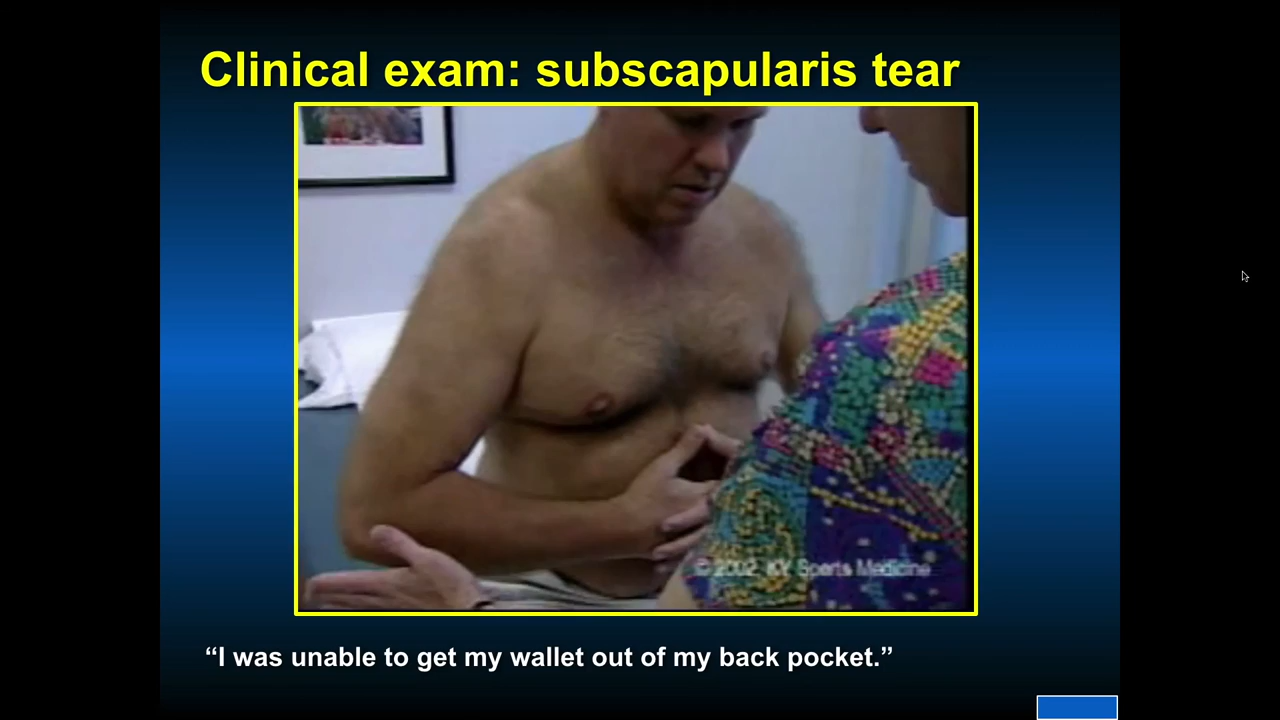 Clinical exam: subscapularis tear
© 2002 KY Sports Medicine
“I was unable to get my wallet out of my back pocket.”